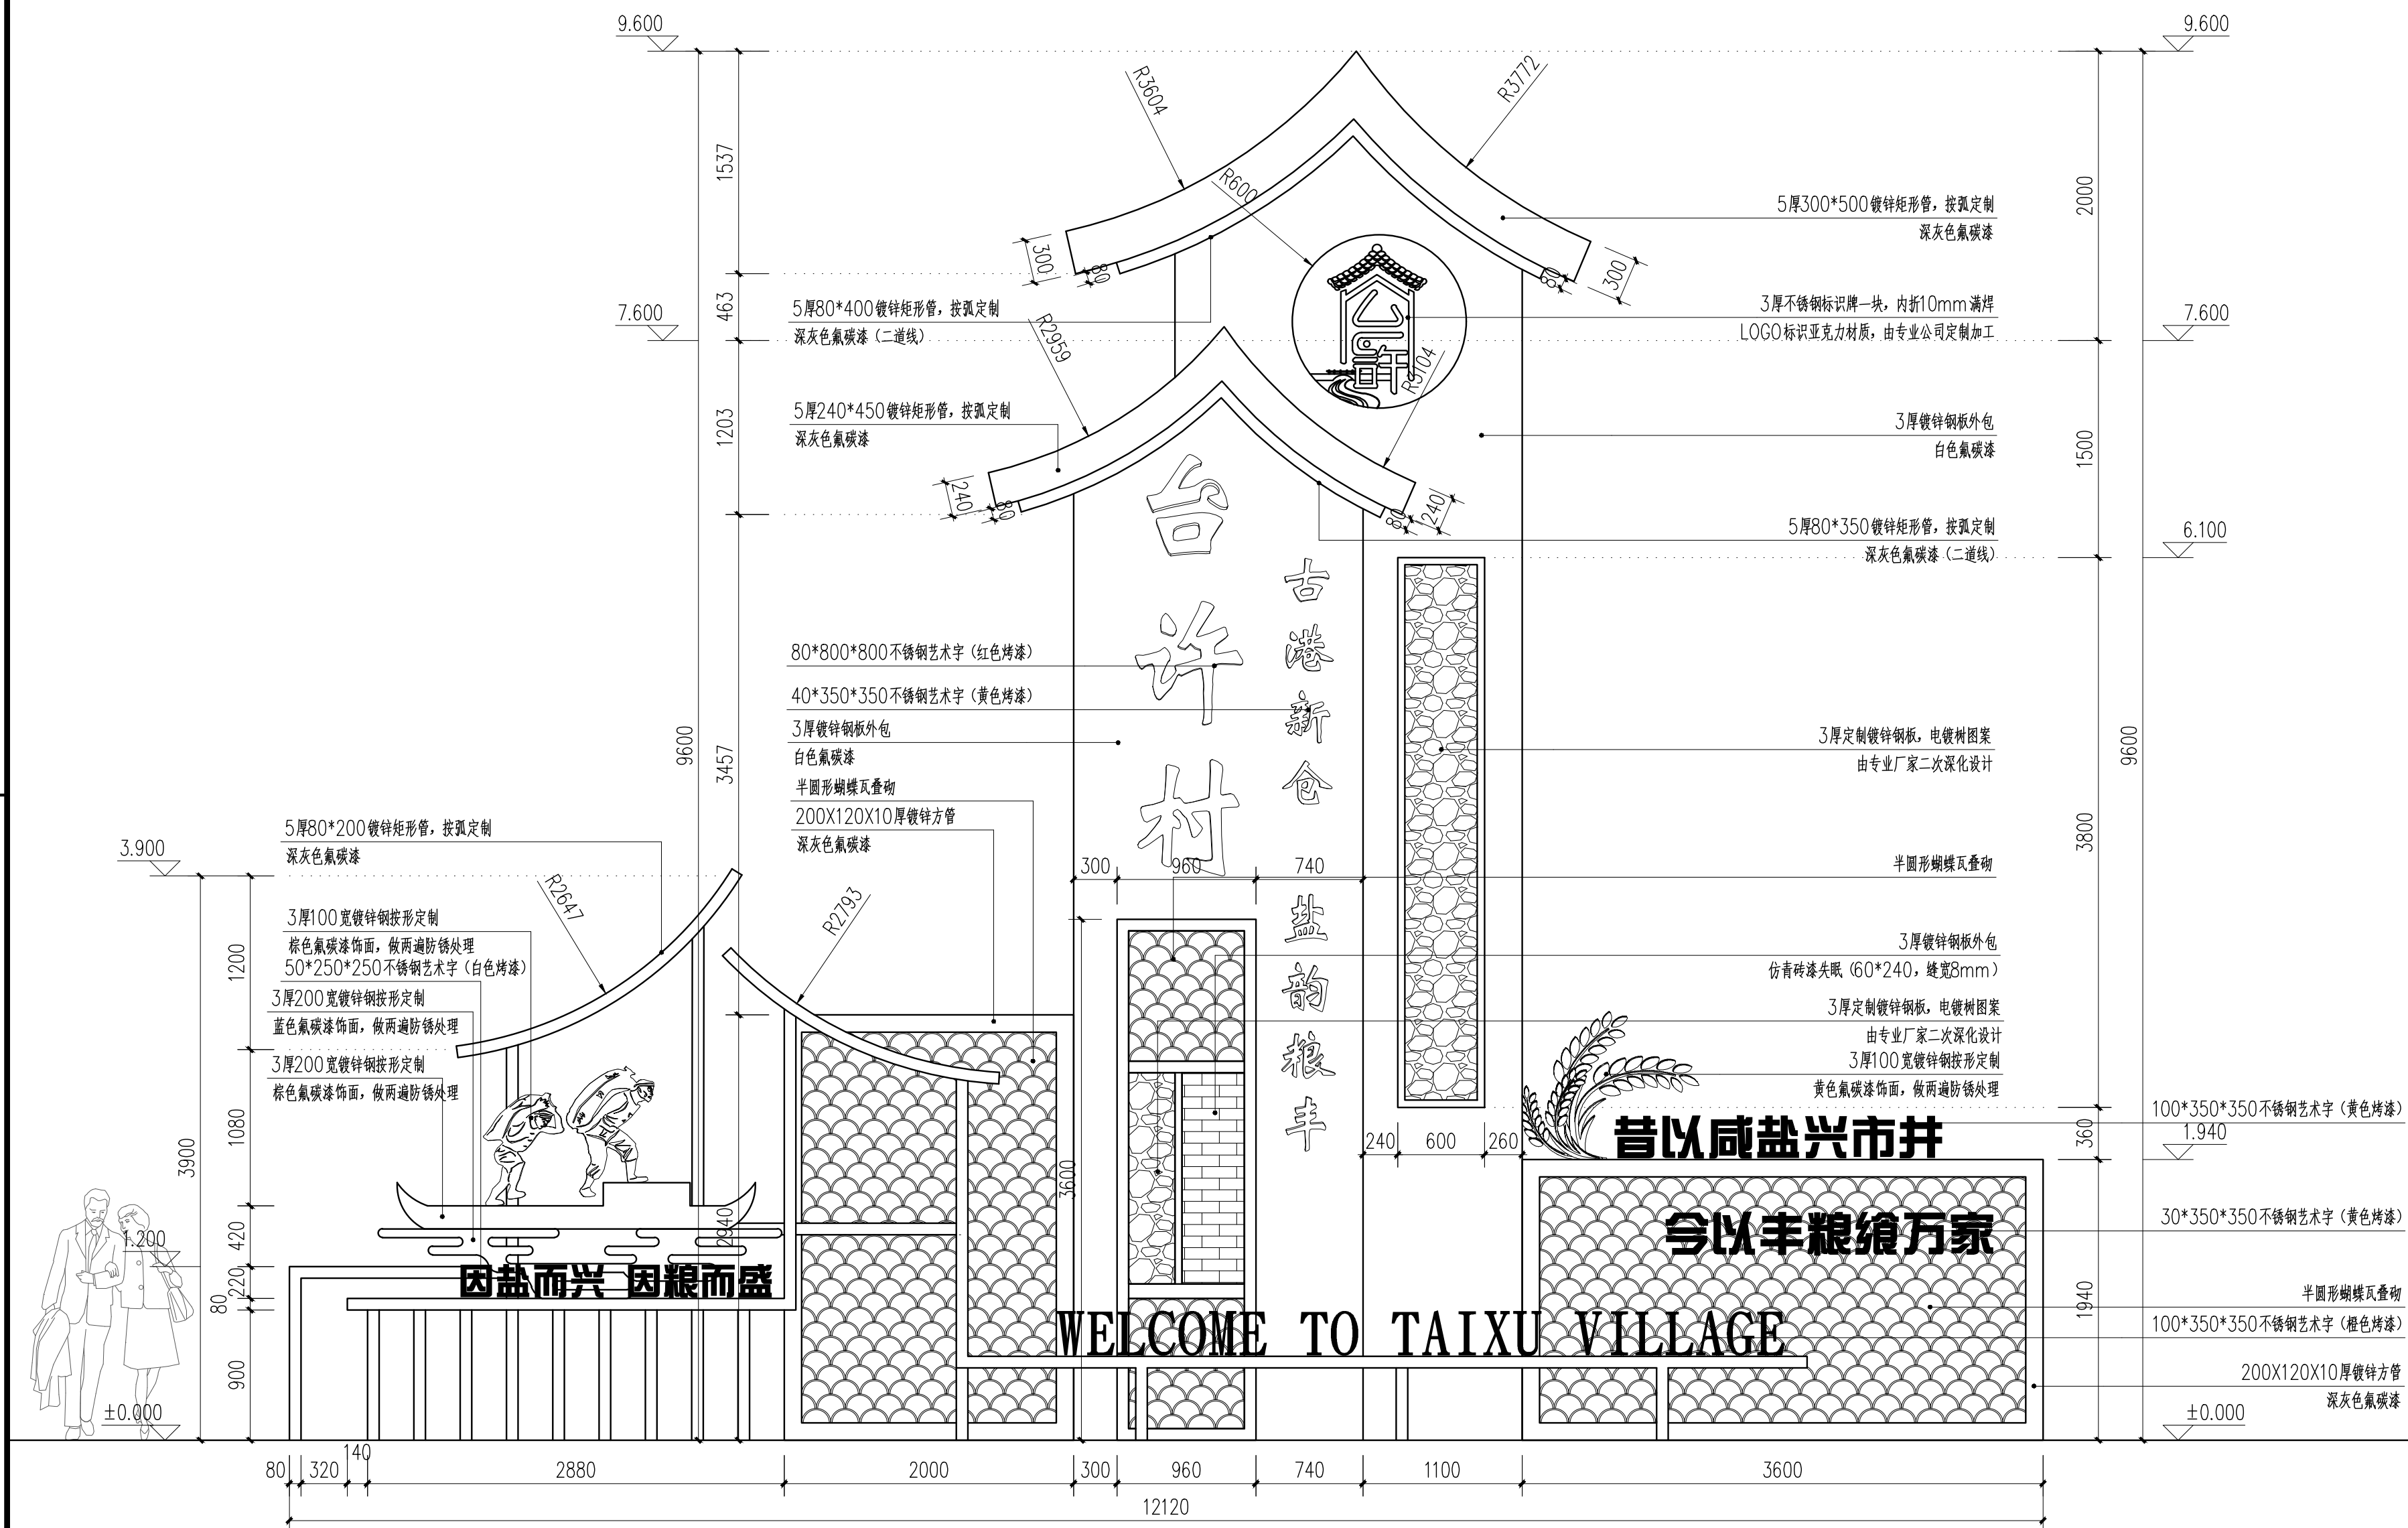 9.600
9.600
R3604
R3772
1537
2000
R600
5厚300*500镀锌矩形管，按弧定制
深灰色氟碳漆
300
80
80
300
463
7.600
5厚80*400镀锌矩形管，按弧定制
深灰色氟碳漆（二道线）
3厚不锈钢标识牌一块，内折10mm满焊
LOGO标识亚克力材质，由专业公司定制加工
7.600
R2959
R3704
1203
5厚240*450镀锌矩形管，按弧定制
深灰色氟碳漆
3厚镀锌钢板外包
白色氟碳漆
1500
240
80
80
240
5厚80*350镀锌矩形管，按弧定制
深灰色氟碳漆（二道线）
6.100
台许村
古港新仓
盐韵粮丰
80*800*800不锈钢艺术字（红色烤漆）
40*350*350不锈钢艺术字（黄色烤漆）
3厚镀锌钢板外包
白色氟碳漆
半圆形蝴蝶瓦叠砌
200X120X10厚镀锌方管
深灰色氟碳漆
9600
3457
3厚定制镀锌钢板，电镀树图案
由专业厂家二次深化设计
9600
3800
5厚80*200镀锌矩形管，按弧定制
深灰色氟碳漆
3.900
300
960
740
半圆形蝴蝶瓦叠砌
R2647
R2793
3厚100宽镀锌钢按形定制
棕色氟碳漆饰面，做两遍防锈处理
50*250*250不锈钢艺术字（白色烤漆）
3厚200宽镀锌钢按形定制
蓝色氟碳漆饰面，做两遍防锈处理
3厚200宽镀锌钢按形定制
棕色氟碳漆饰面，做两遍防锈处理
3厚镀锌钢板外包
仿青砖漆失眠（60*240，缝宽8mm）
3厚定制镀锌钢板，电镀树图案
由专业厂家二次深化设计
3厚100宽镀锌钢按形定制
黄色氟碳漆饰面，做两遍防锈处理
1200
1080
3900
420
220
80
900
1.200
±0.000
2940
3600
240
600
260
100*350*350不锈钢艺术字（黄色烤漆）
1.940
360
昔以咸盐兴市井
今以丰粮飨万家
30*350*350不锈钢艺术字（黄色烤漆）
因盐而兴 因粮而盛
半圆形蝴蝶瓦叠砌
1940
100*350*350不锈钢艺术字（橙色烤漆）
WELCOME TO TAIXU VILLAGE
200X120X10厚镀锌方管
深灰色氟碳漆
±0.000
80
320
140
2880
2000
300
960
740
1100
3600
12120